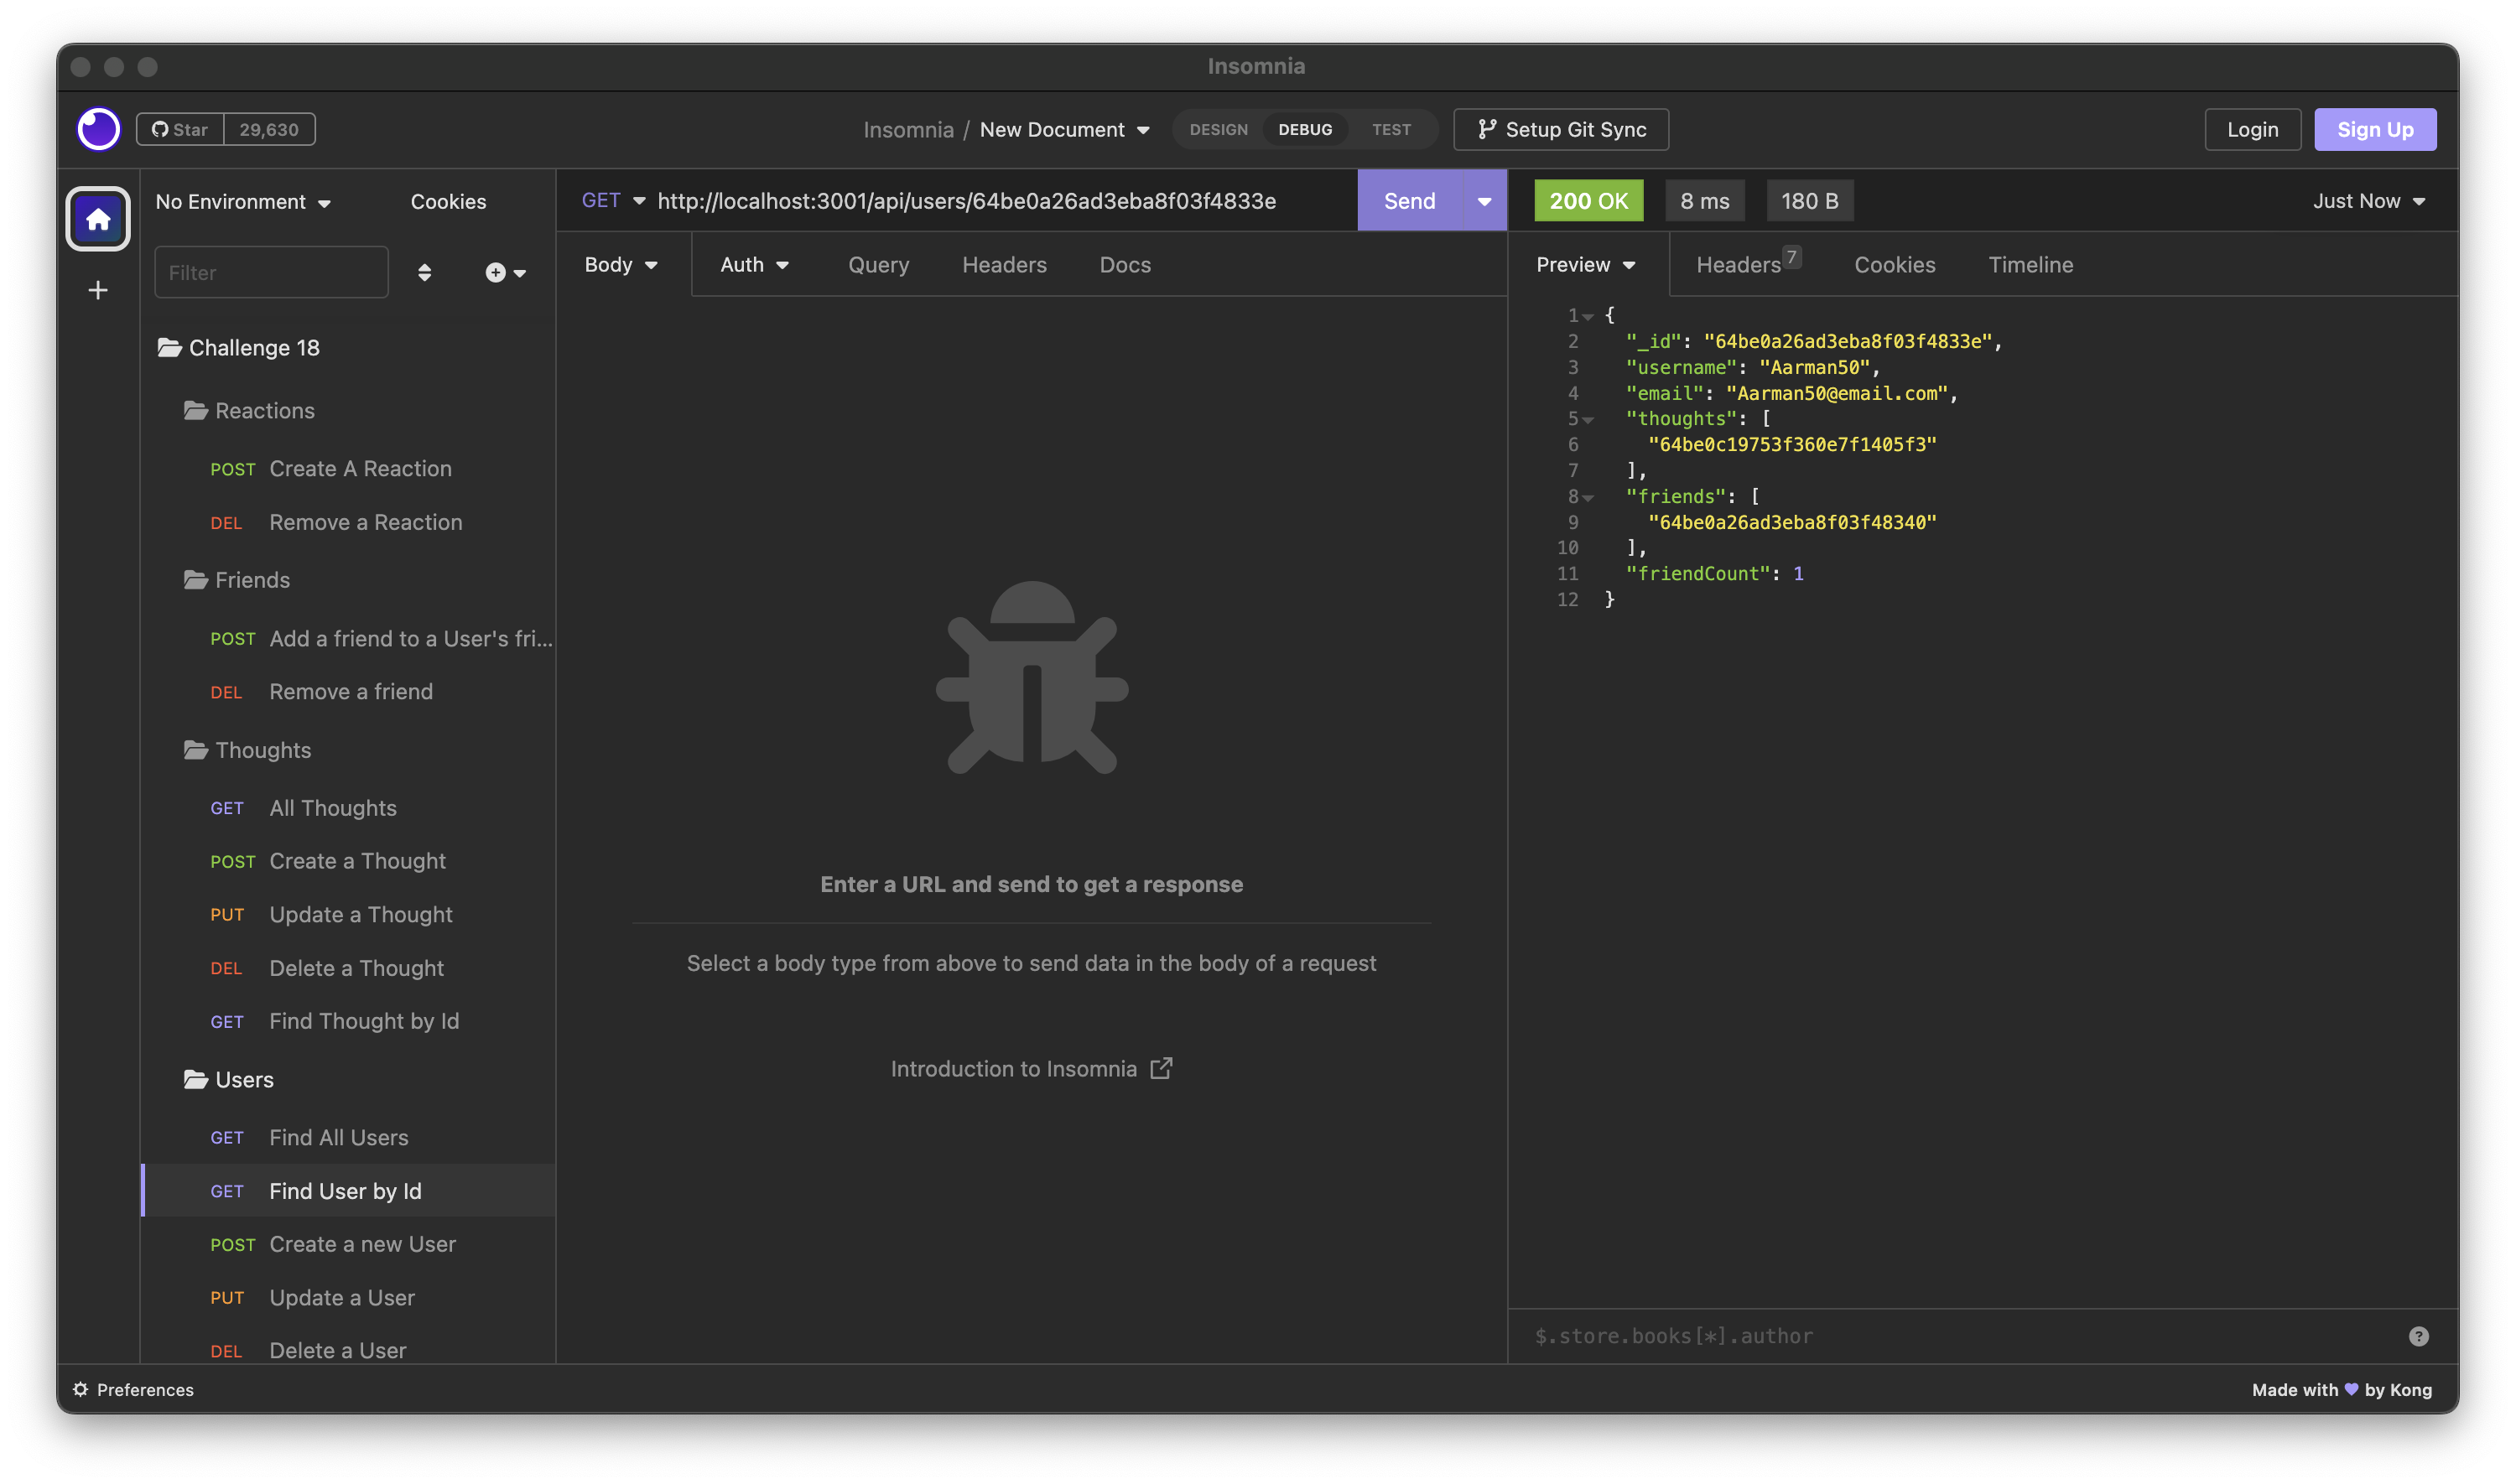 Insomnia
Star 29,630
Insomnia / New Document
DESIGN DEBUG TEST
Setup Git Sync
Login
Sign Up
No Environment
Cookies
Filter
Challenge 18
Reactions
POST Create A Reaction
DEL Remove a Reaction
Friends
POST Add a friend to a User's fri...
DEL Remove a friend
Thoughts
GET All Thoughts
POST Create a Thought
PUT Update a Thought
DEL Delete a Thought
GET Find Thought by Id
Users
GET Find All Users
GET Find User by Id
POST Create a new User
PUT Update a User
DEL Delete a User
GET http://localhost:3001/api/users/64be0a26ad3eba8f03f4833e
Send
Body Auth Query Headers Docs
Enter a URL and send to get a response
Select a body type from above to send data in the body of a request
Introduction to Insomnia
200 OK 8 ms 180 B
Just Now
Preview Headers 7 Cookies Timeline
1 {
2 "_id": "64be0a26ad3eba8f03f4833e",
3 "username": "Aarman50",
4 "email": "Aarman50@email.com",
5 "thoughts": [
6 "64be0c19753f360e7f1405f3"
7 ],
8 "friends": [
9 "64be0a26ad3eba8f03f48340"
10 ],
11 "friendCount": 1
12 }
$.store.books[*].author
?
Preferences
Made with 💜 by Kong